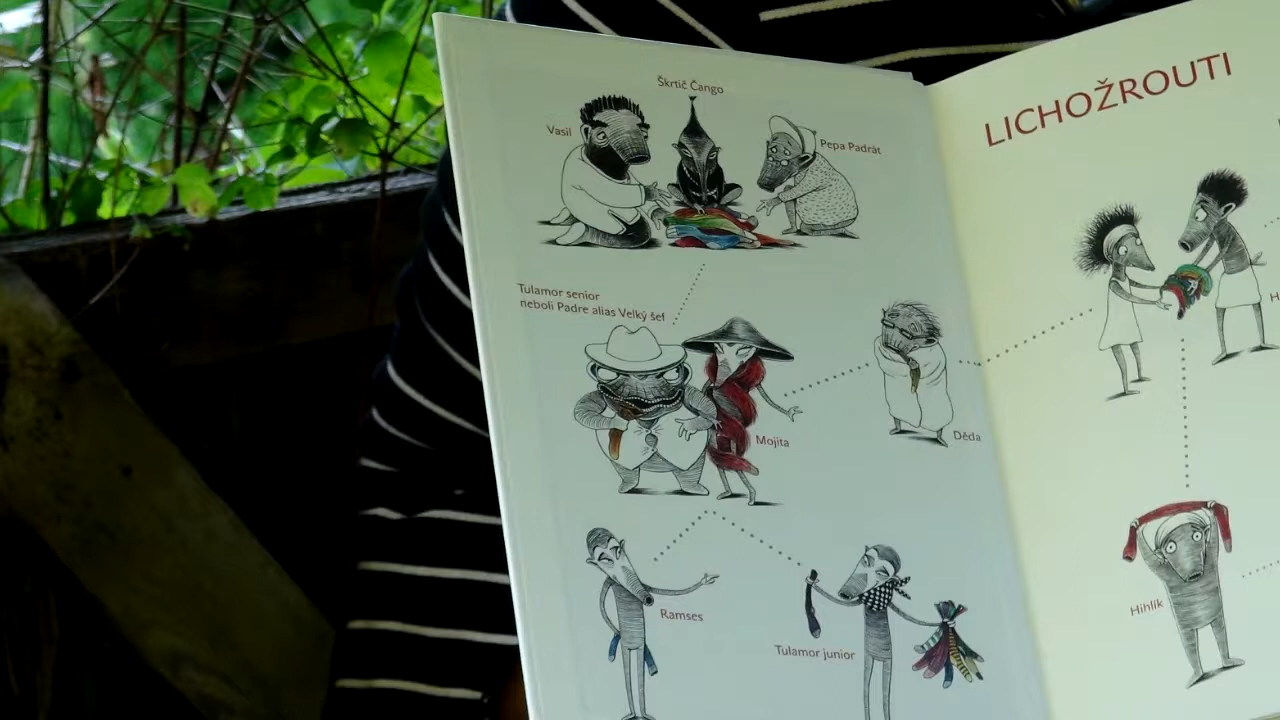 Škrtič Čango
Vasil
Pepa Padrát
Tulamor senior
neboli Padre alias Velký šéf
Mojita
Děda
Ramses
Tulamor junior
LICHOŽROUTI
Hihlík